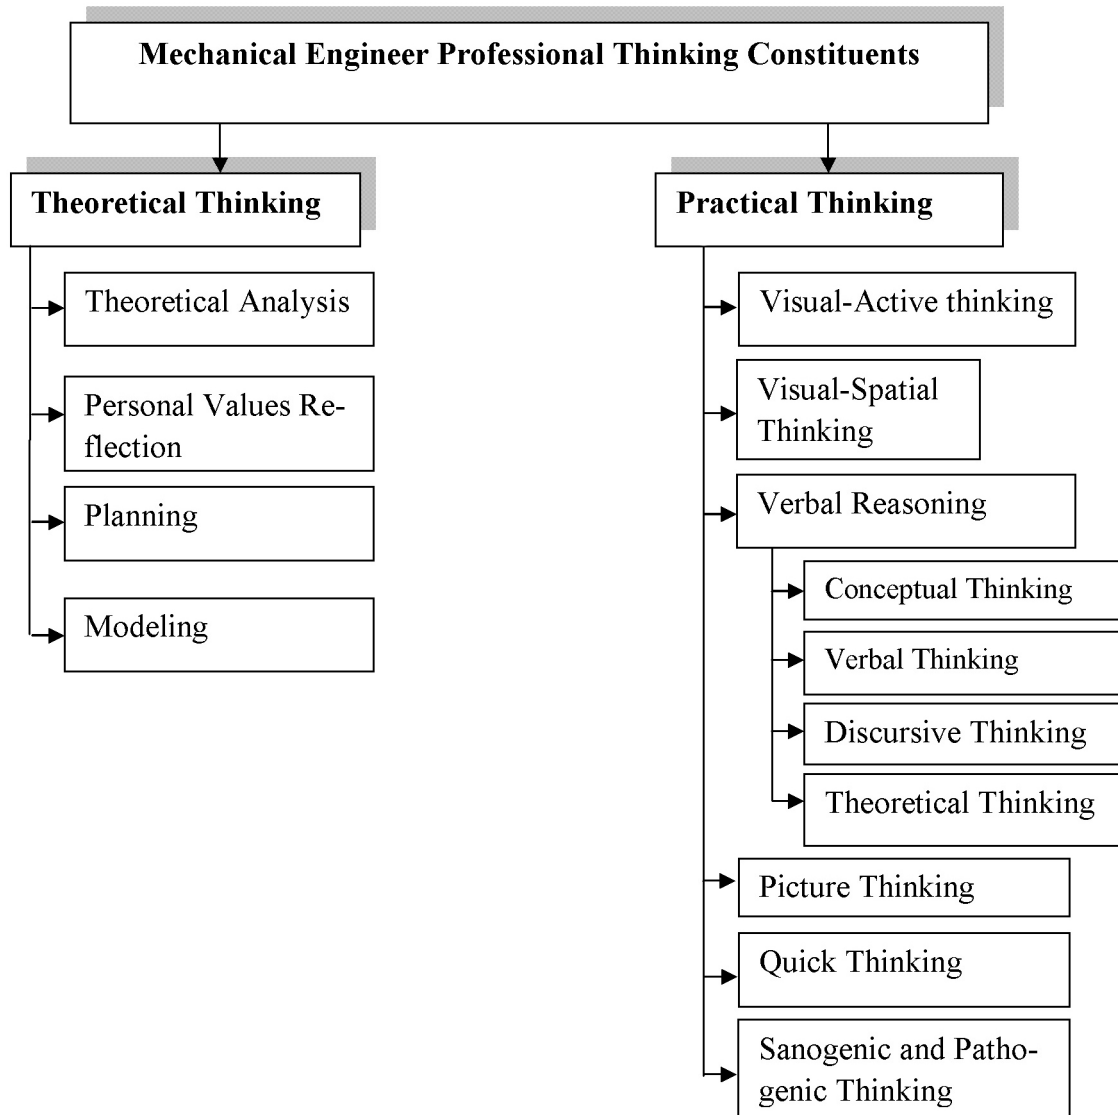 Mechanical Engineer Professional Thinking Constituents
Theoretical Thinking
Theoretical Analysis
Personal Values Re-
flection
Planning
Modeling
Practical Thinking
Visual-Active thinking
Visual-Spatial
Thinking
Verbal Reasoning
Conceptual Thinking
Verbal Thinking
Discursive Thinking
Theoretical Thinking
Picture Thinking
Quick Thinking
Sanogenic and Patho-
genic Thinking